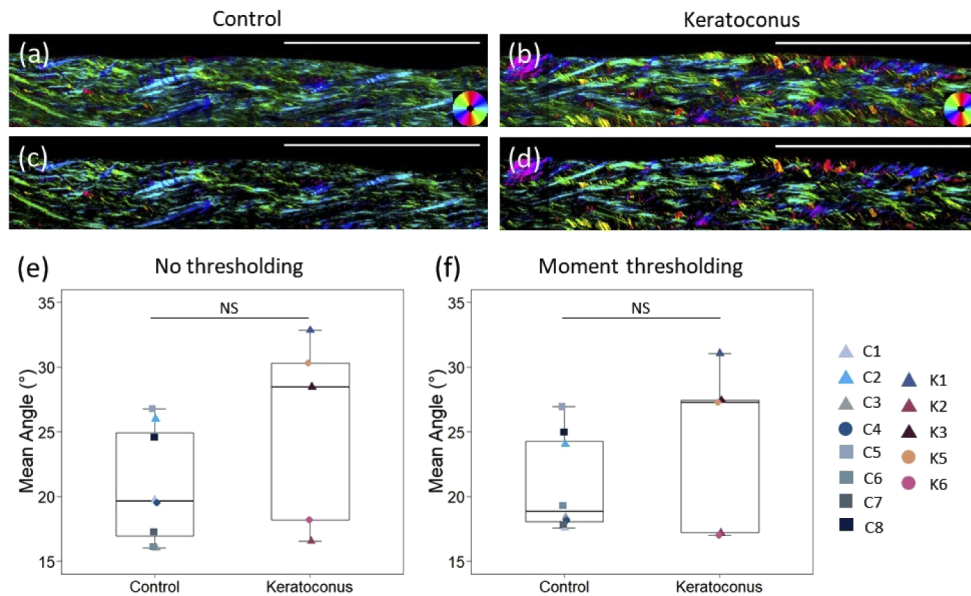 Control Keratoconus
(a) (b)
(c) (d)
(e) No thresholding
35
30
25
20
15
Mean Angle (°)
NS
Control Keratoconus
(f) Moment thresholding
35
30
25
20
15
Mean Angle (°)
NS
Control Keratoconus
C1
C2
C3
C4
C5
C6
C7
C8
K1
K2
K3
K5
K6